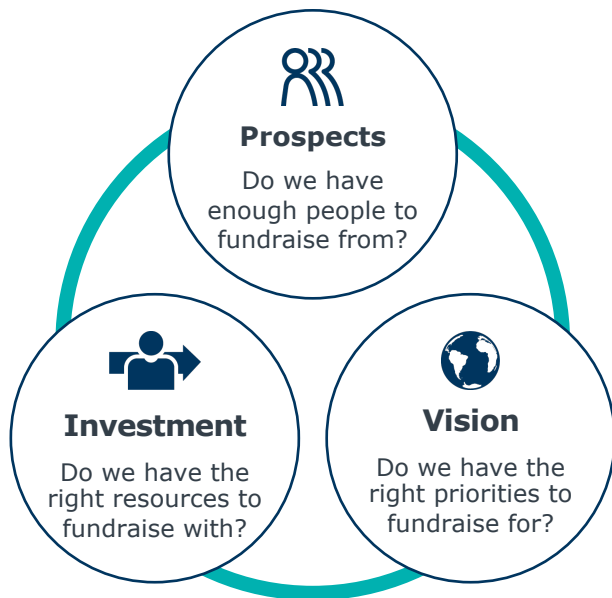 Prospects
Do we have
enough people to
fundraise from?
Investment
Do we have the
right resources to
fundraise with?
Vision
Do we have the
right priorities to
fundraise for?